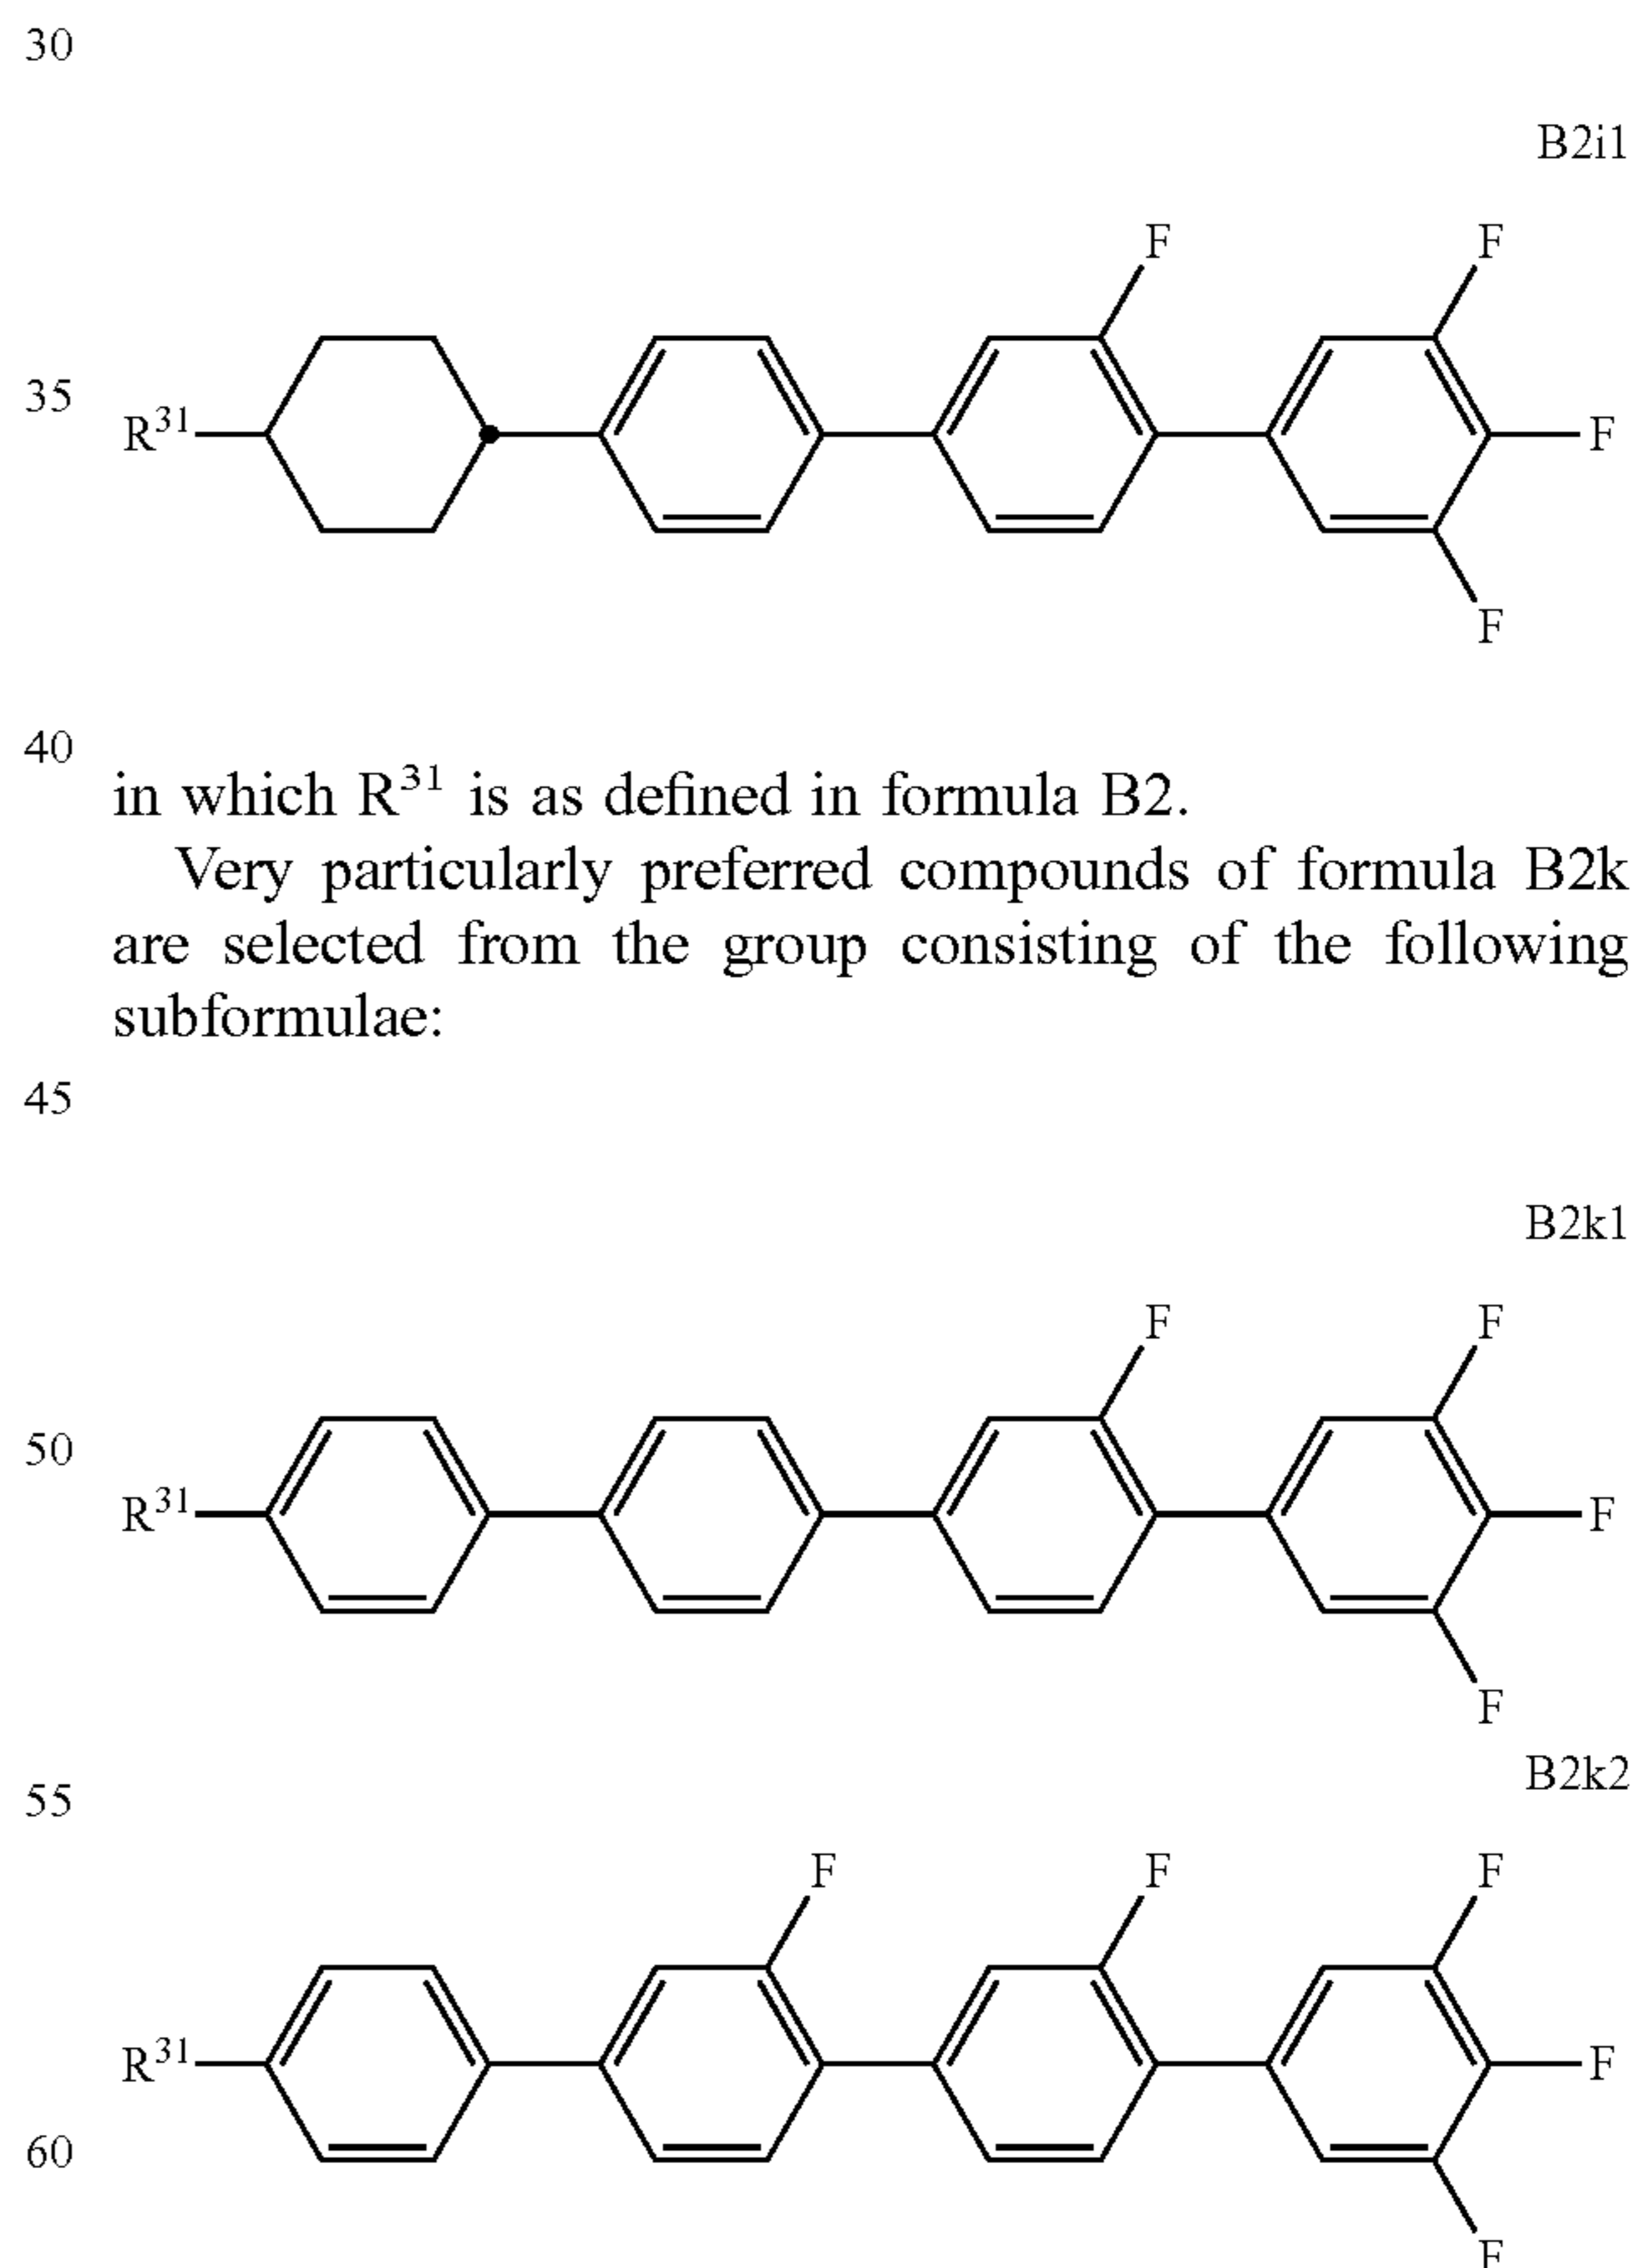 30
B2i1
F F
35
R³¹ F
F
40
in which R³¹ is as defined in formula B2.
Very particularly preferred compounds of formula B2k
are selected from the group consisting of the following
subformulae:
45
B2k1
F F
50
R³¹ F
F
B2k2
55
F F F
R³¹ F
60
F